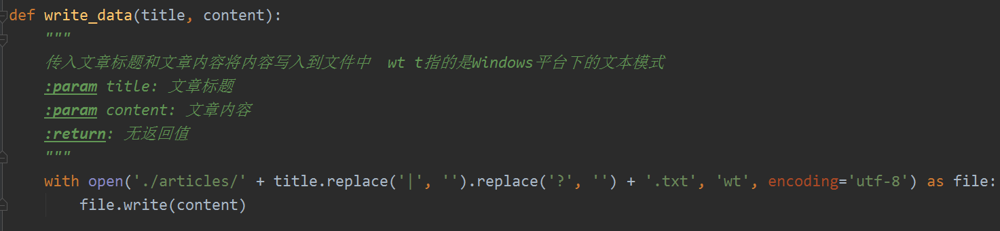 def write_data(title, content):
    """
    传入文章标题和文章内容将内容写入到文件中  wt t指的是Windows平台下的文本模式
    :param title: 文章标题
    :param content: 文章内容
    :return: 无返回值
    """
    with open('./articles/' + title.replace('|', '').replace('?', '') + '.txt', 'wt', encoding='utf-8') as file:
        file.write(content)